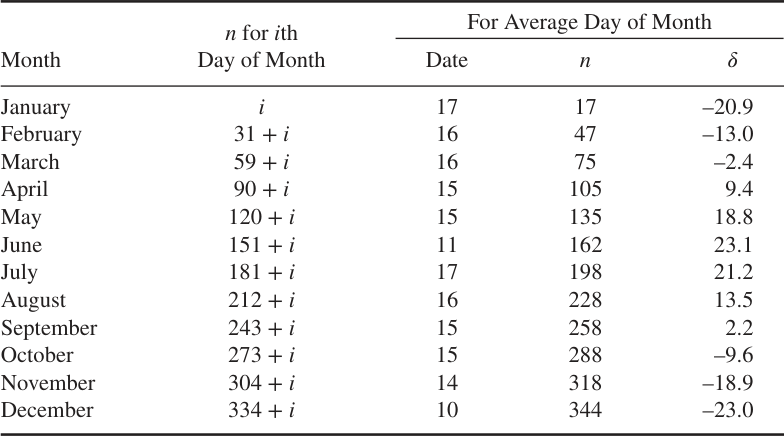 For Average Day of Month
n for ith
Month Day of Month Date n δ
January i 17 17 –20.9
February 31 + i 16 47 –13.0
March 59 + i 16 75 –2.4
April 90 + i 15 105 9.4
May 120 + i 15 135 18.8
June 151 + i 11 162 23.1
July 181 + i 17 198 21.2
August 212 + i 16 228 13.5
September 243 + i 15 258 2.2
October 273 + i 15 288 –9.6
November 304 + i 14 318 –18.9
December 334 + i 10 344 –23.0